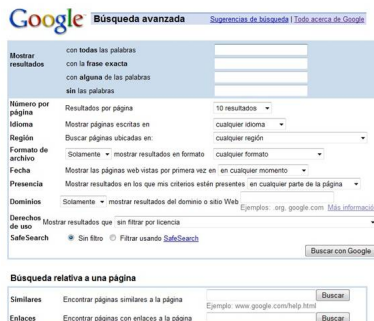 Google Búsqueda avanzada Sugerencias de búsqueda | Todo acerca de Google
Mostrar resultados
con todas las palabras
con la frase exacta
con alguna de las palabras
sin las palabras
Número por página Resultados por página 10 resultados
Idioma Mostrar páginas escritas en cualquier idioma
Región Buscar páginas ubicadas en: cualquier región
Formato de archivo Solamente mostrar resultados en formato cualquier formato
Fecha Mostrar las páginas web vistas por primera vez en en cualquier momento
Presencia Mostrar resultados en los que mis criterios estén presentes en cualquier parte de la página
Dominios Solamente mostrar resultados del dominio o sitio Web
Ejemplos: .org, google.com Más informació
Derechos de uso Mostrar resultados que sin filtrar por licencia
SafeSearch Sin filtro Filtrar usando SafeSearch
Buscar con Google
Búsqueda relativa a una página
Similares Encontrar páginas similares a la página Buscar
Ejemplo: www.google.com/help.html
Enlaces Encontrar páginas con enlaces a la página Buscar